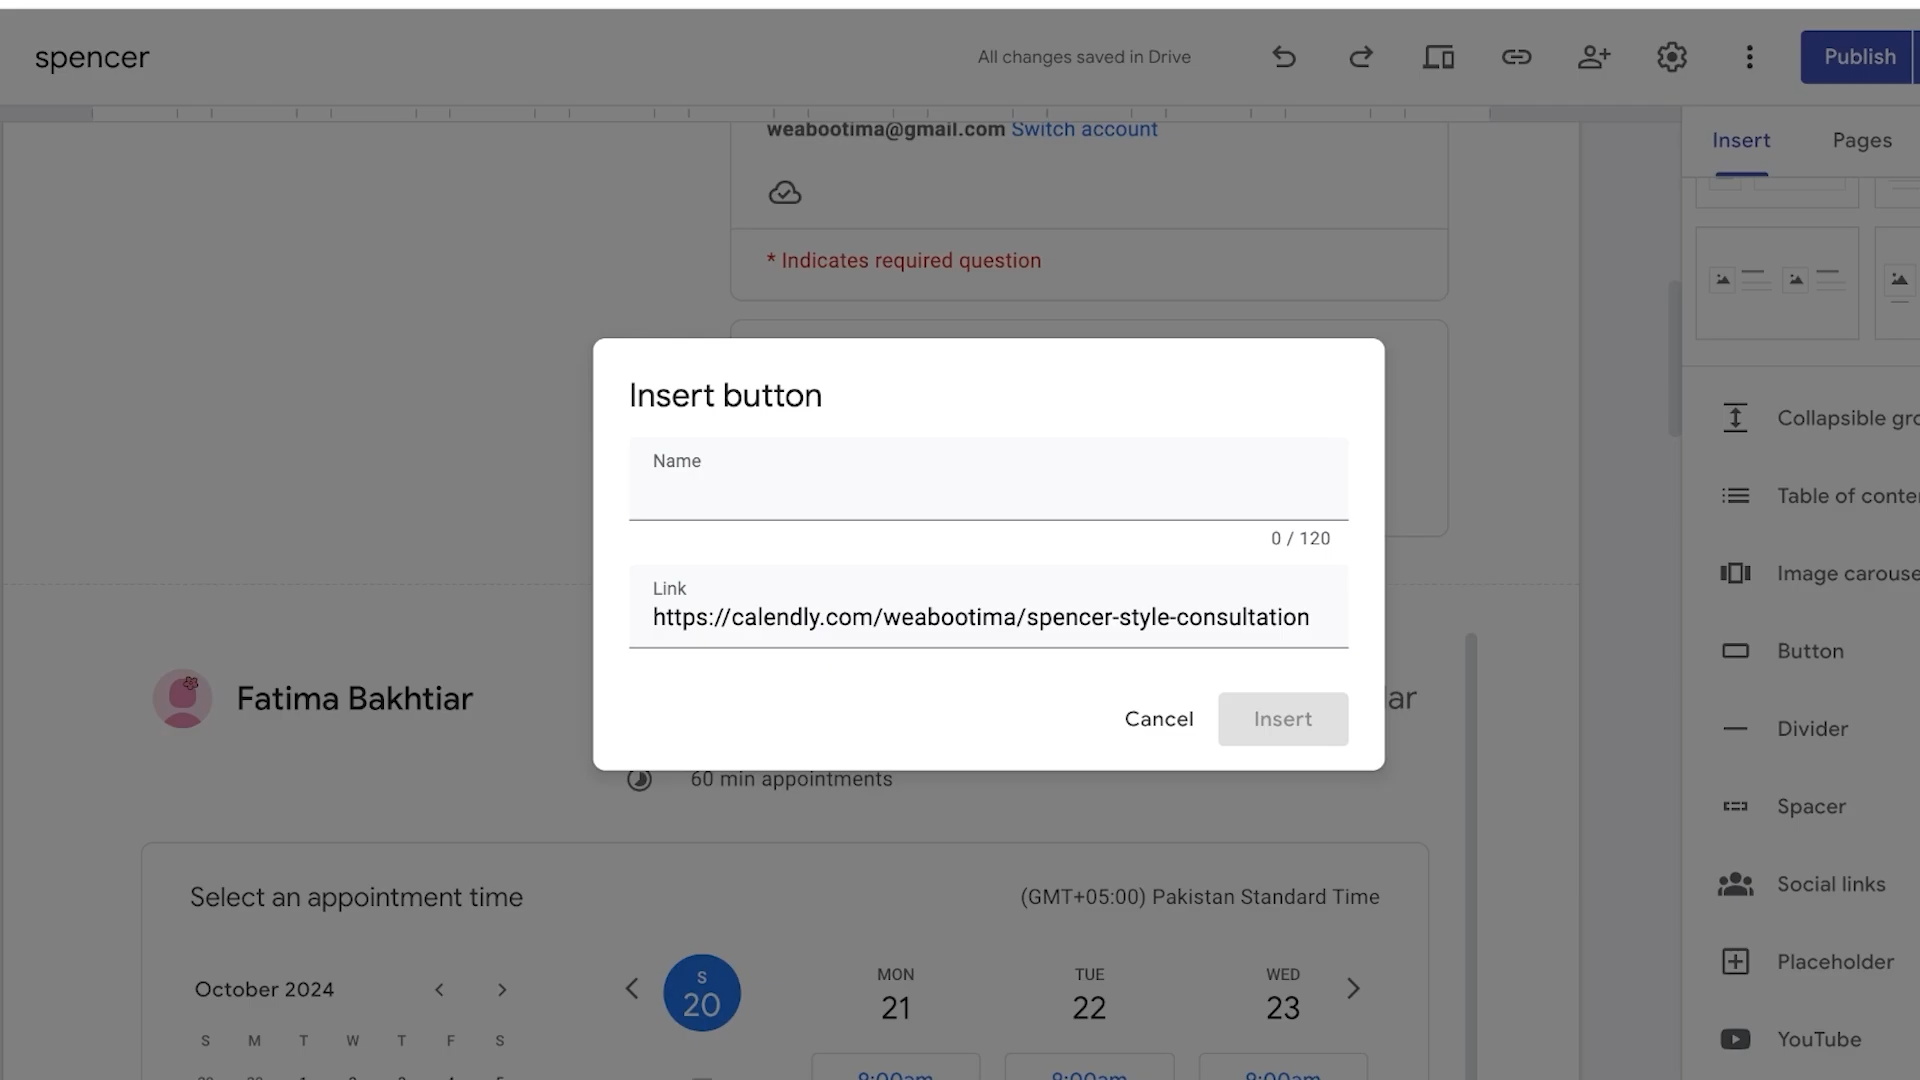 spencer
All changes saved in Drive
Publish
weabootima@gmail.com Switch account
Insert
Pages
* Indicates required question
Insert button
Name
0 / 120
Link
https://calendly.com/weabootima/spencer-style-consultation
Cancel
Insert
Collapsible gro
Table of conte
Image carouse
Button
Divider
Spacer
Social links
Placeholder
YouTube
Fatima Bakhtiar
ar
60 min appointments
Select an appointment time
(GMT+05:00) Pakistan Standard Time
October 2024
S M T W T F S
S
20
MON
21
TUE
22
WED
23